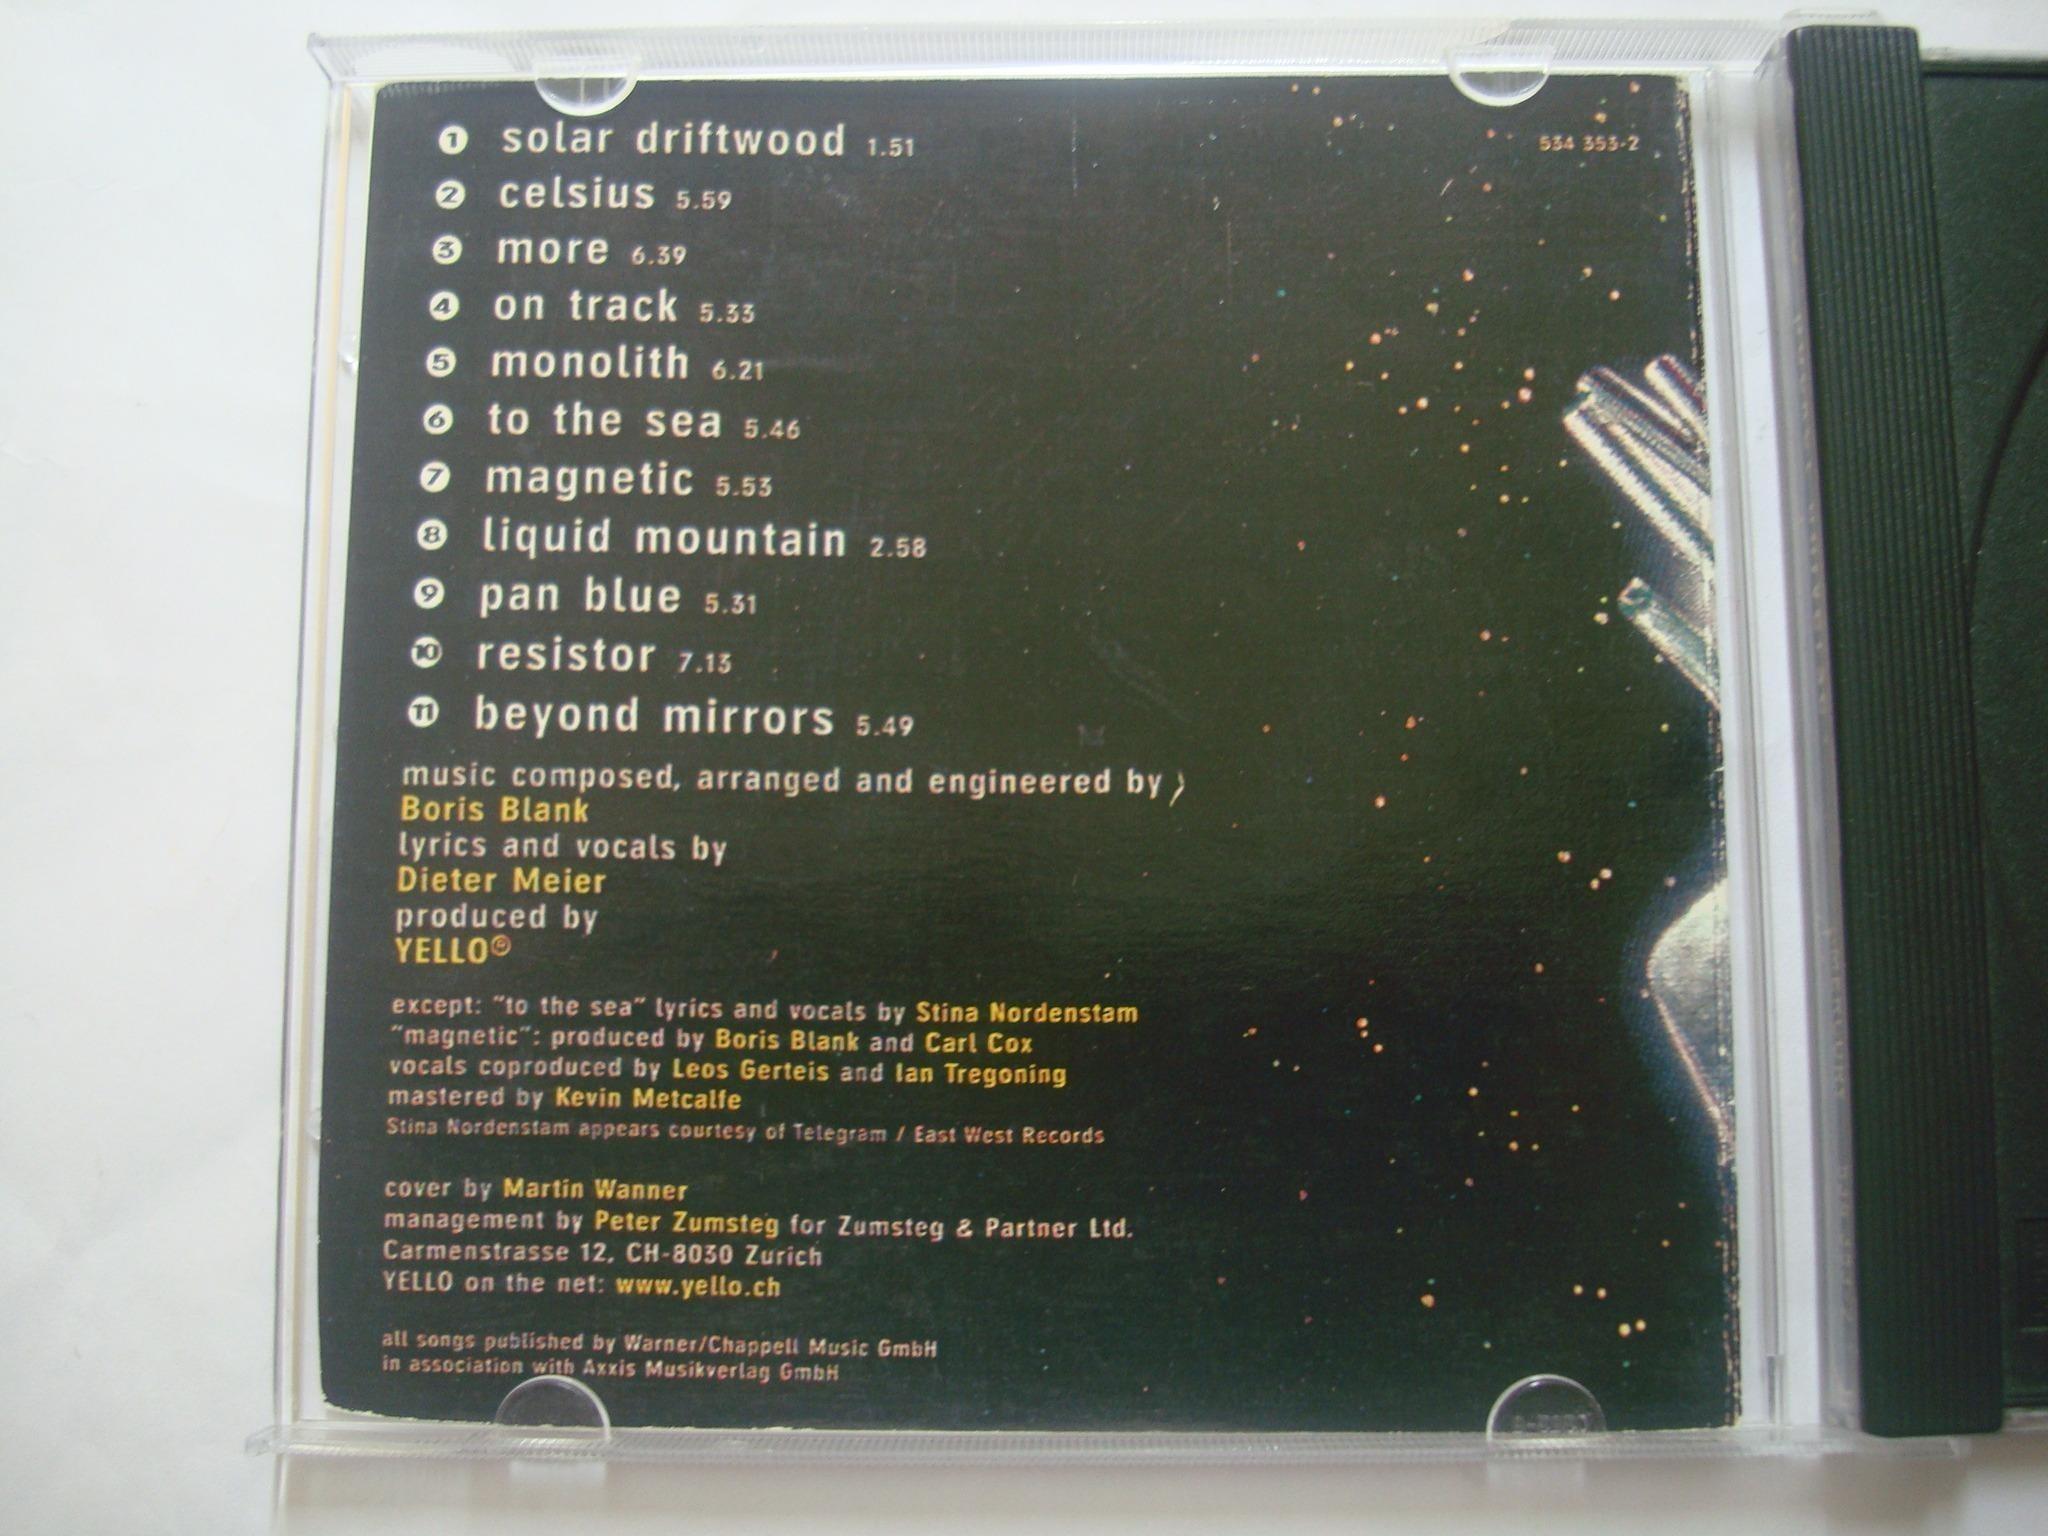 1 solar driftwood 1.51
534 353-2
2 celsius 5.59
3 more 6.39
4 on track 5.33
5 monolith 6.21
6 to the sea 5.46
7 magnetic 5.53
8 liquid mountain 2.58
9 pan blue 5.31
10 resistor 7.13
11 beyond mirrors 5.49
music composed, arranged and engineered by
Boris Blank
lyrics and vocals by
Dieter Meier
produced by
YELLO®
except: "to the sea" lyrics and vocals by Stina Nordenstam
"magnetic": produced by Boris Blank and Carl Cox
vocals coproduced by Leos Gerteis and Ian Tregoning
mastered by Kevin Metcalfe
Stina Nordenstam appears courtesy of Telegram / East West Records
cover by Martin Wanner
management by Peter Zumsteg for Zumsteg & Partner Ltd.
Carmenstrasse 12, CH-8030 Zurich
YELLO on the net: www.yello.ch
all songs published by Warner/Chappell Music GmbH
in association with Axxis Musikverlag GmbH